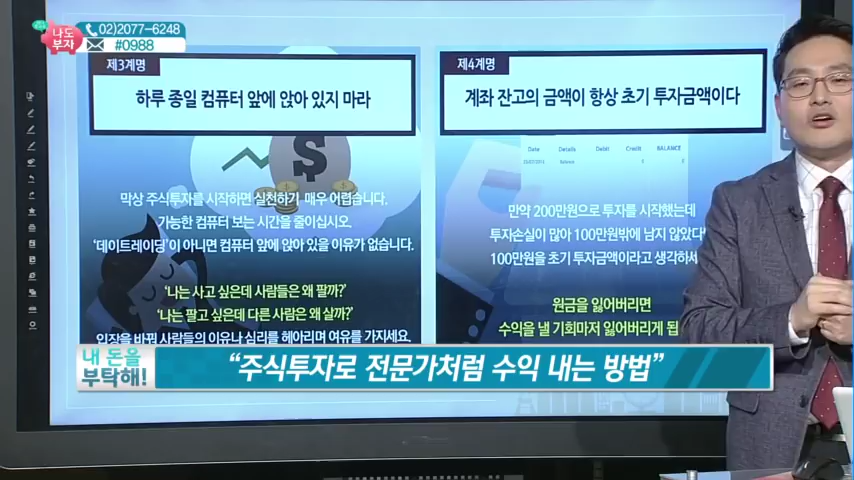 나도
부자
02)2077-6248
#0988
제3계명
하루 종일 컴퓨터 앞에 앉아 있지 마라
막상 주식투자를 시작하면 실천하기 매우 어렵습니다.
가능한 컴퓨터 보는 시간을 줄이십시오.
‘데이트레이딩’이 아니면 컴퓨터 앞에 앉아 있을 이유가 없습니다.
‘나는 사고 싶은데 사람들은 왜 팔까?’
‘나는 팔고 싶은데 다른 사람은 왜 살까?’
입장을 바꿔 사람들의 이유나 심리를 헤아리며 여유를 가지세요.
제4계명
계좌 잔고의 금액이 항상 초기 투자금액이다
Date Details Debit Credit BALANCE
만약 200만원으로 투자를 시작했는데
투자손실이 많아 100만원밖에 남지 않았다
100만원을 초기 투자금액이라고 생각하세
원금을 잃어버리면
수익을 낼 기회마저 잃어버리게 됩
내 돈을
부탁해!
“주식투자로 전문가처럼 수익 내는 방법”